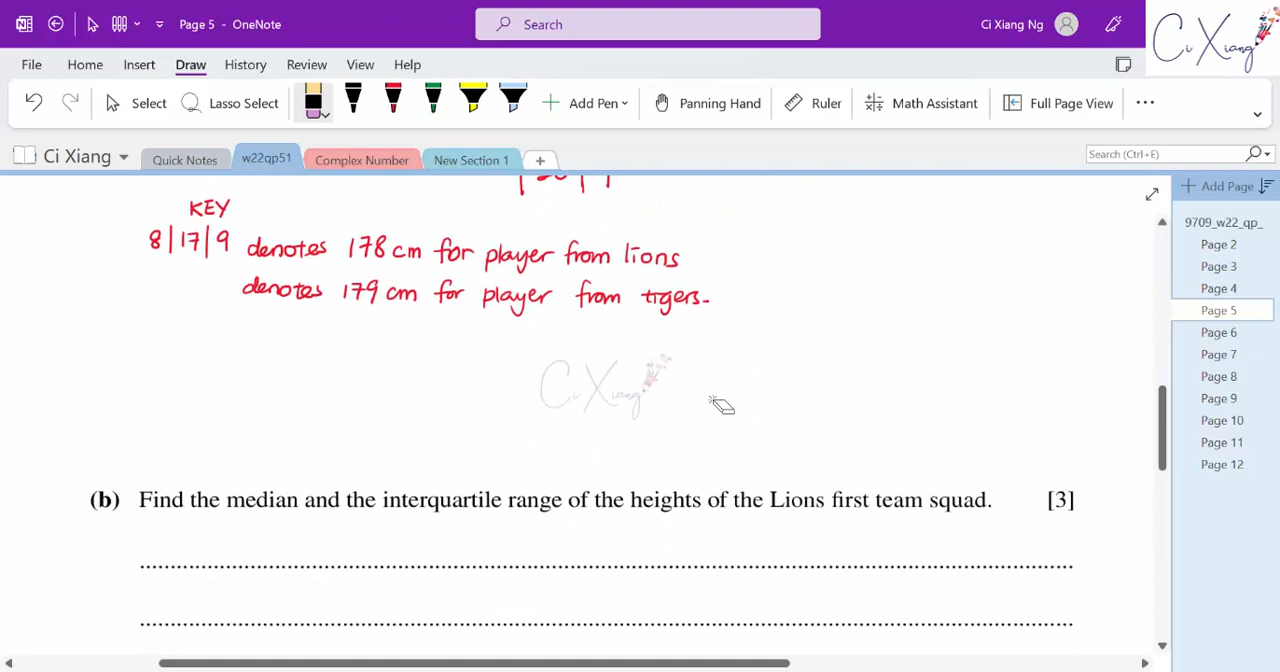 Page 5 - OneNote
Search
Ci Xiang Ng
Ci Xiang
File Home Insert Draw History Review View Help
Select Lasso Select Add Pen Panning Hand Ruler Math Assistant Full Page View
Ci Xiang Quick Notes w22qp51 Complex Number New Section 1
Search (Ctrl+E)
Add Page
9709_w22_qp_
Page 2
Page 3
Page 4
Page 5
Page 6
Page 7
Page 8
Page 9
Page 10
Page 11
Page 12
KEY
8|17|9 denotes 178 cm for player from lions
denotes 179 cm for player from tigers.
Ci Xiang
(b) Find the median and the interquartile range of the heights of the Lions first team squad. [3]